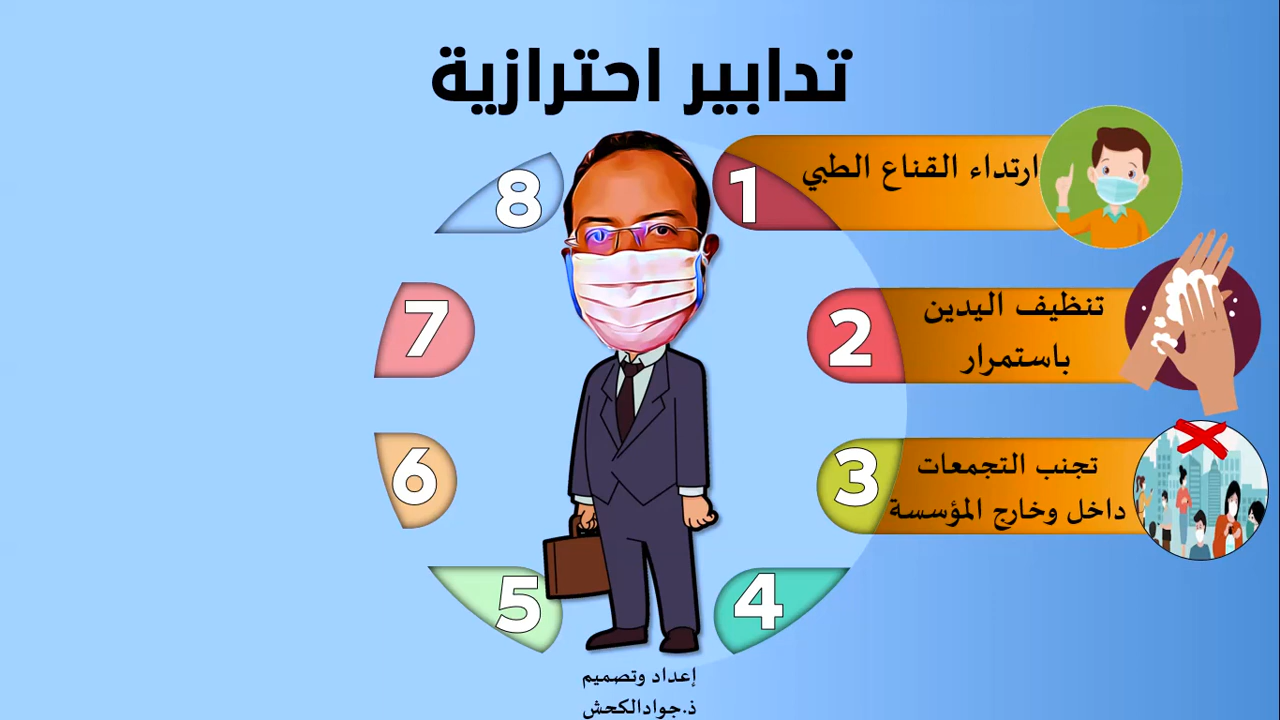 تدابير احترازية
1
ارتداء القناع الطبي
2
تنظيف اليدين
باستمرار
3
تجنب التجمعات
داخل وخارج المؤسسة
4
5
6
7
8
إعداد وتصميم
ذ.جوادالكحش